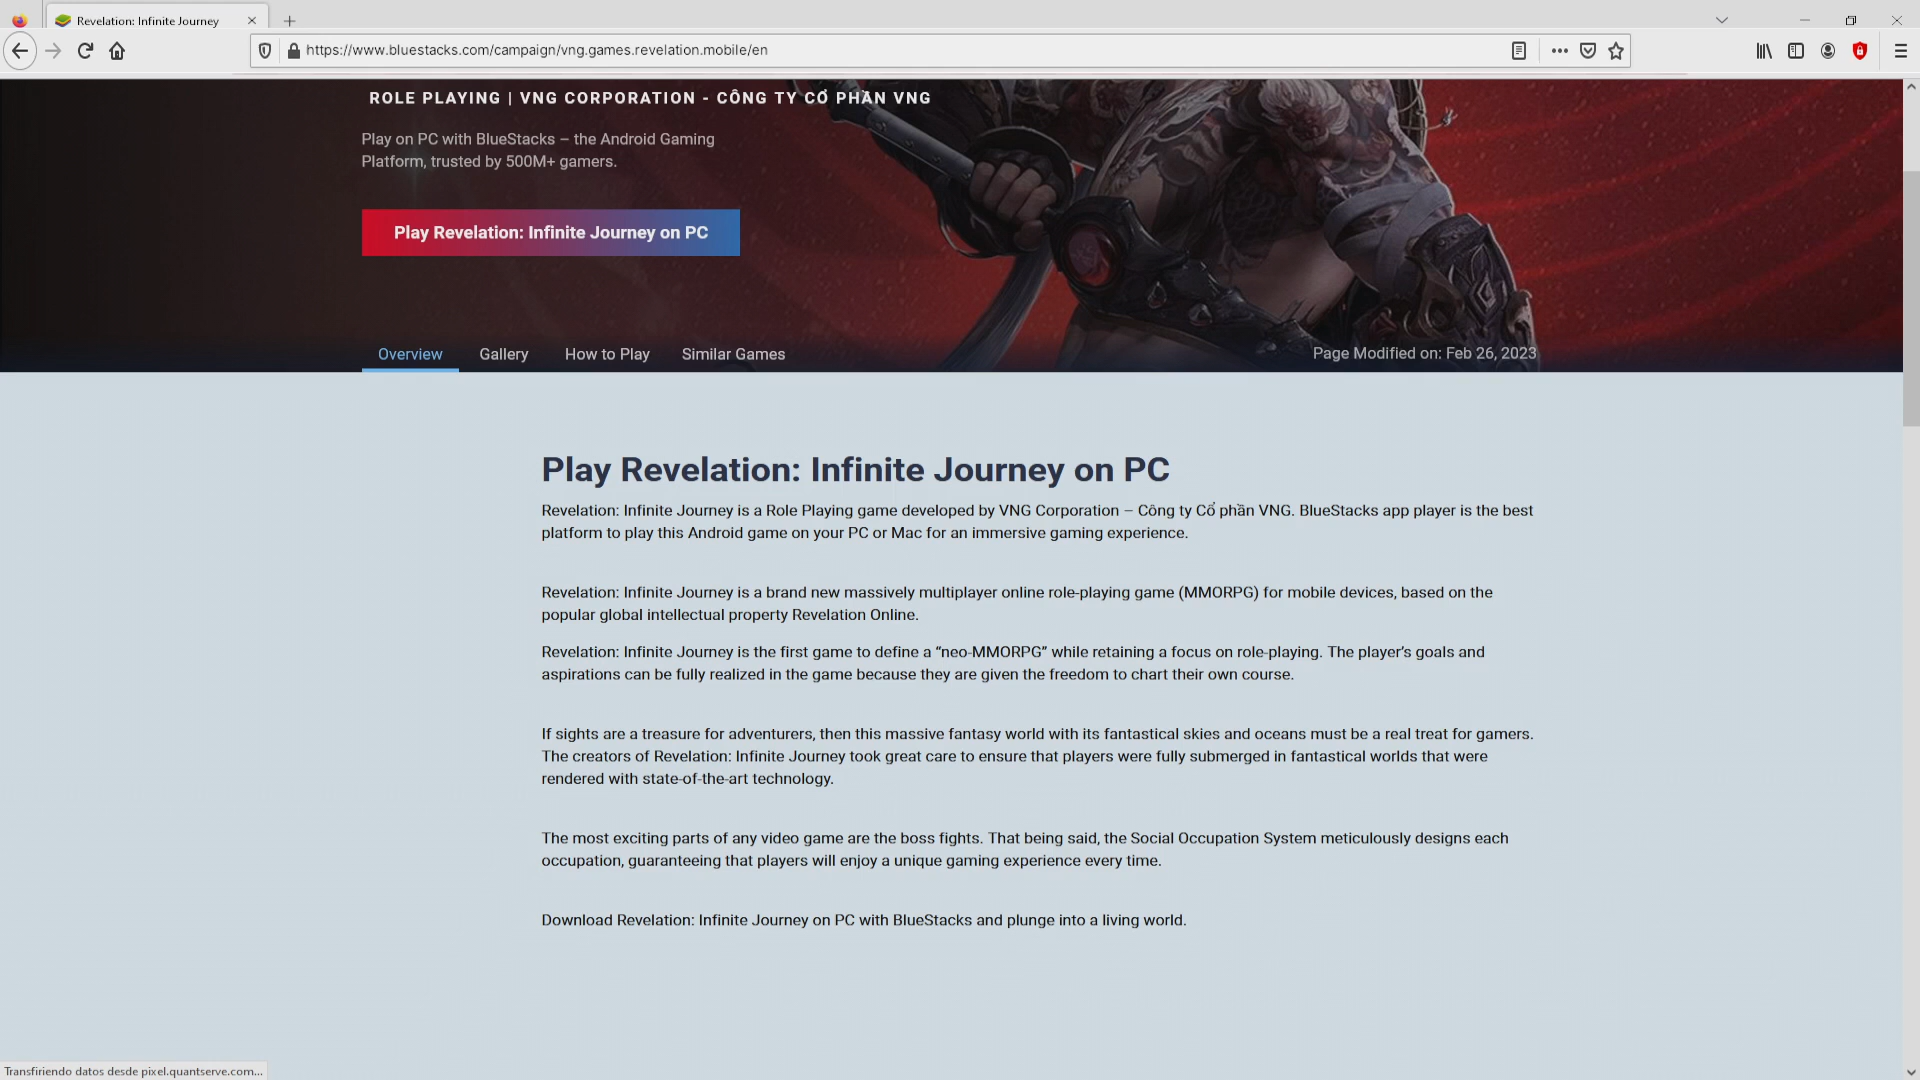 Revelation: Infinite Journey
https://www.bluestacks.com/campaign/vng.games.revelation.mobile/en
ROLE PLAYING | VNG CORPORATION - CÔNG TY CỔ PHẦN VNG
Play on PC with BlueStacks – the Android Gaming
Platform, trusted by 500M+ gamers.
Play Revelation: Infinite Journey on PC
Overview
Gallery
How to Play
Similar Games
Page Modified on: Feb 26, 2023
Play Revelation: Infinite Journey on PC
Revelation: Infinite Journey is a Role Playing game developed by VNG Corporation – Công ty Cổ phần VNG. BlueStacks app player is the best
platform to play this Android game on your PC or Mac for an immersive gaming experience.
Revelation: Infinite Journey is a brand new massively multiplayer online role-playing game (MMORPG) for mobile devices, based on the
popular global intellectual property Revelation Online.
Revelation: Infinite Journey is the first game to define a “neo-MMORPG” while retaining a focus on role-playing. The player’s goals and
aspirations can be fully realized in the game because they are given the freedom to chart their own course.
If sights are a treasure for adventurers, then this massive fantasy world with its fantastical skies and oceans must be a real treat for gamers.
The creators of Revelation: Infinite Journey took great care to ensure that players were fully submerged in fantastical worlds that were
rendered with state-of-the-art technology.
The most exciting parts of any video game are the boss fights. That being said, the Social Occupation System meticulously designs each
occupation, guaranteeing that players will enjoy a unique gaming experience every time.
Download Revelation: Infinite Journey on PC with BlueStacks and plunge into a living world.
Transfiriendo datos desde pixel.quantserve.com...